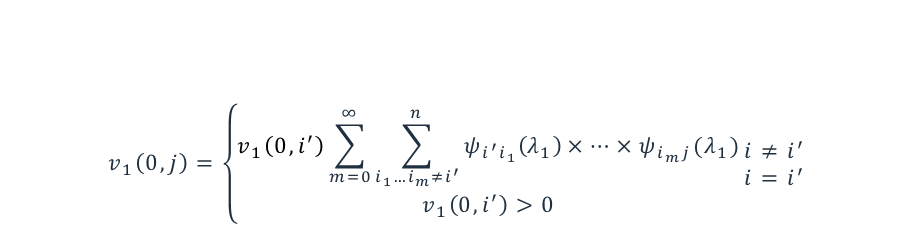 v₁(0,j) = { v₁(0,i′) ∑_{m=0}^{∞} ∑_{i₁…iₘ≠i′}^{n} ψ_{i′i₁}(λ₁) × ⋯ × ψ_{iₘj}(λ₁) i ≠ i′
i = i′
v₁(0,i′) > 0